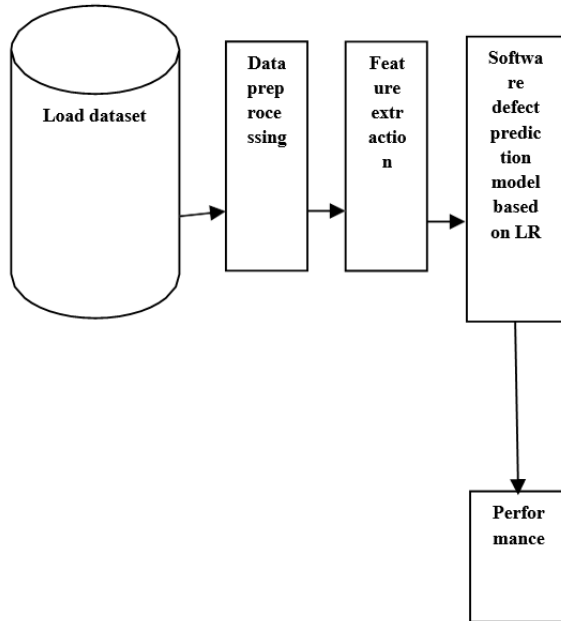 Load dataset
Data
prep
roce
ssing
Feat
ure
extr
actio
n
Softwa
re
defect
predic
tion
model
based
on LR
Perfor
mance